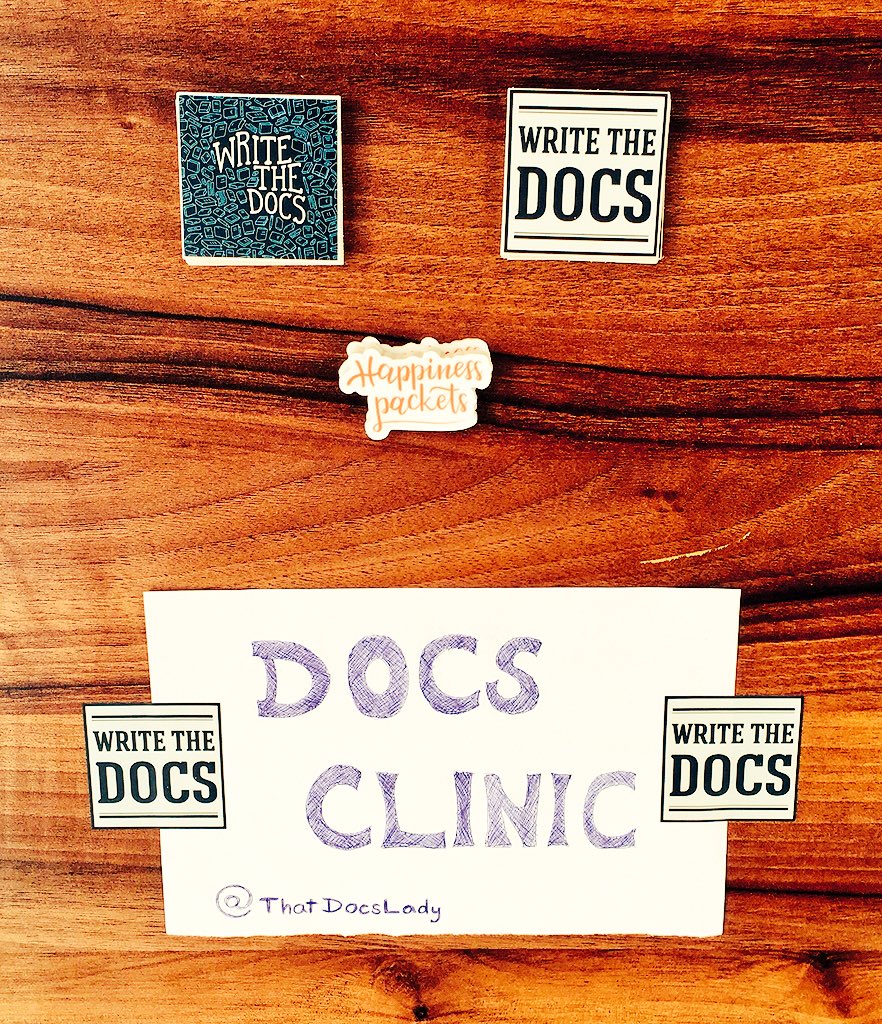 WRITE
THE
DOCS
WRITE THE
DOCS
Happiness
packets
DOCS
CLINIC
@ThatDocsLady
WRITE THE
DOCS
WRITE THE
DOCS